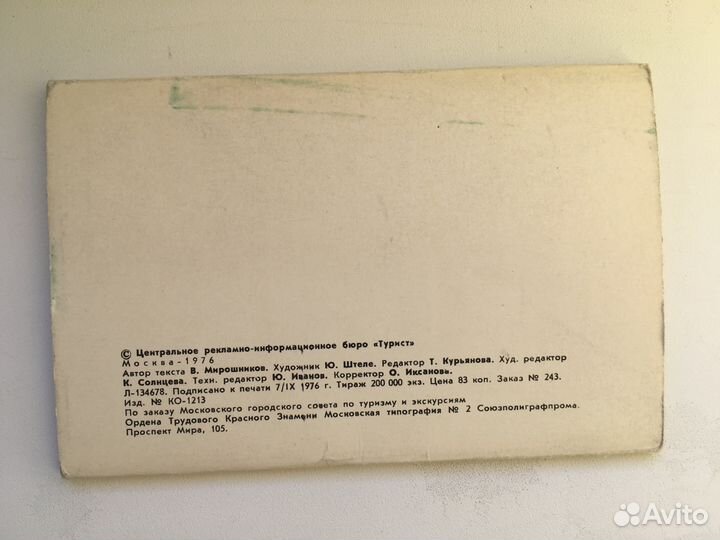 © Центральное рекламно-информационное бюро «Турист»
Москва-1976
Автор текста В. Мирошников. Художник Ю. Штеле. Редактор Т. Курьянова. Худ. редактор
К. Солнцева. Техн. редактор Ю. Иванов. Корректор О. Иксанова.
Л-134678. Подписано к печати 7/IX 1976 г. Тираж 200 000 экз. Цена 83 коп. Заказ № 243.
Изд. № КО-1213
По заказу Московского городского совета по туризму и экскурсиям
Ордена Трудового Красного Знамени Московская типография № 2 Союзполиграфпрома.
Проспект Мира, 105.
Avito